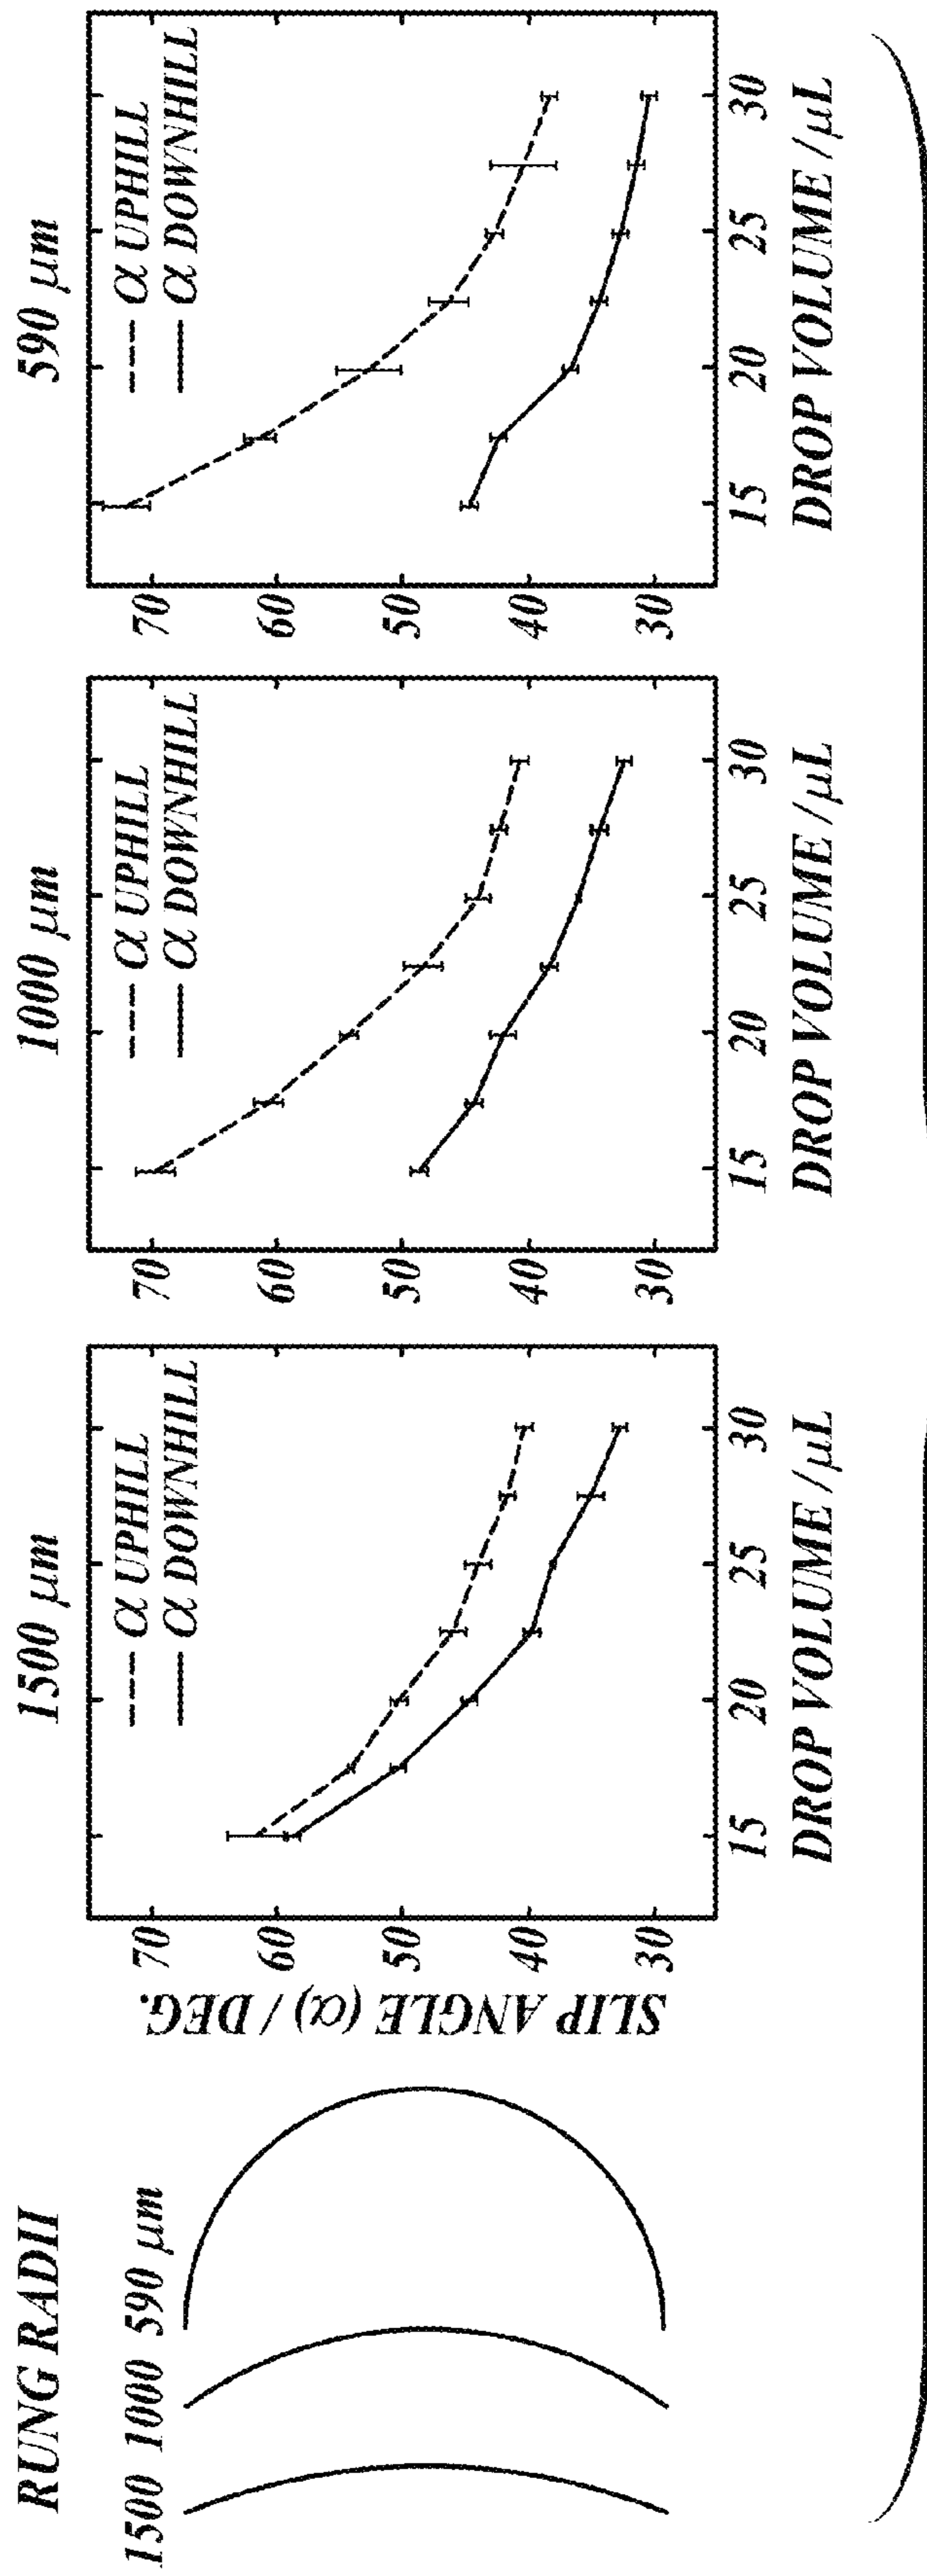 RUNG RADII
1500 1000 590 µm
SLIP ANGLE (α) / DEG.
1500 µm
α UPHILL
α DOWNHILL
70
60
50
40
30
15 20 25 30
DROP VOLUME /µL
1000 µm
α UPHILL
α DOWNHILL
70
60
50
40
30
15 20 25 30
DROP VOLUME /µL
590 µm
α UPHILL
α DOWNHILL
70
60
50
40
30
15 20 25 30
DROP VOLUME /µL